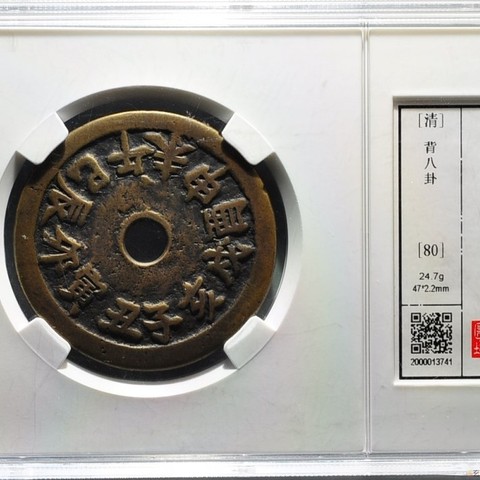 子丑寅卯辰巳午未申酉戌亥
[清]
背八卦
[80]
24.7g
47*2.2mm
2000013741